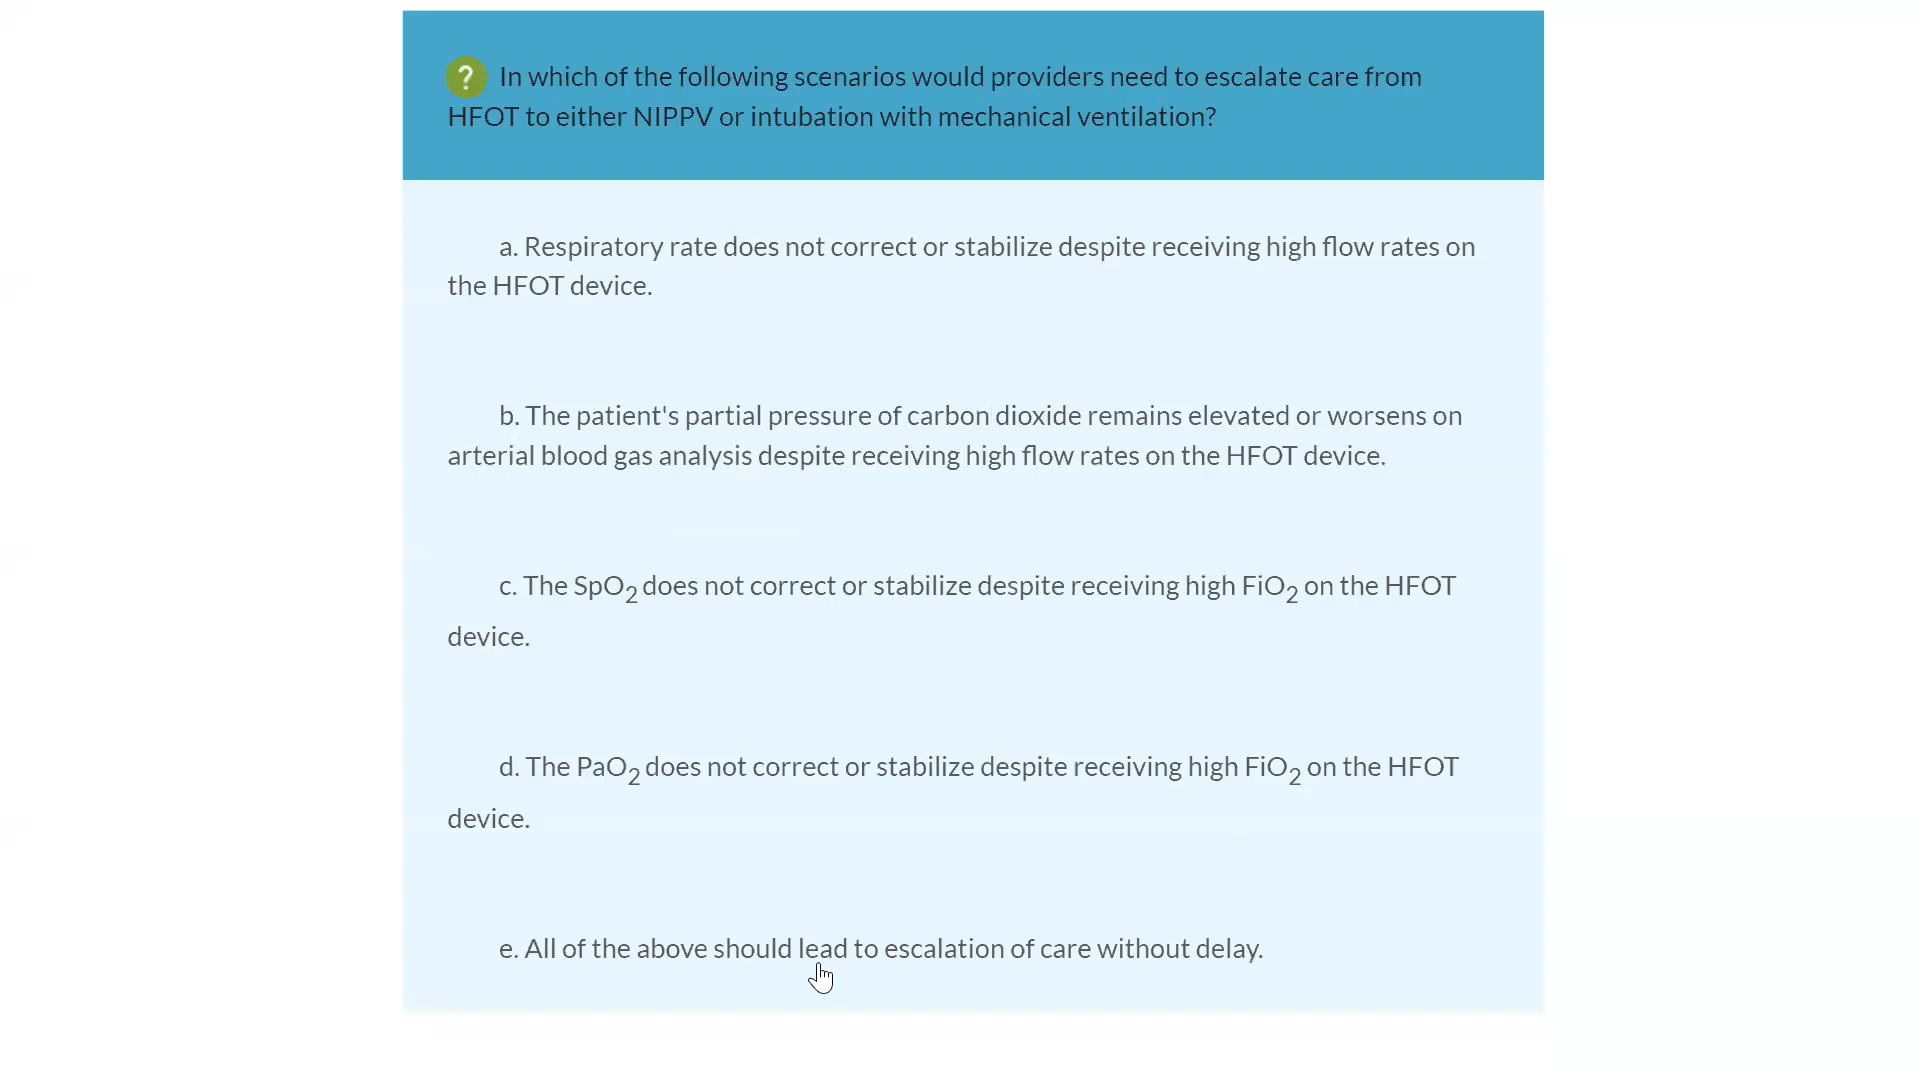 ? In which of the following scenarios would providers need to escalate care from
HFOT to either NIPPV or intubation with mechanical ventilation?
a. Respiratory rate does not correct or stabilize despite receiving high flow rates on
the HFOT device.
b. The patient's partial pressure of carbon dioxide remains elevated or worsens on
arterial blood gas analysis despite receiving high flow rates on the HFOT device.
c. The SpO2 does not correct or stabilize despite receiving high FiO2 on the HFOT
device.
d. The PaO2 does not correct or stabilize despite receiving high FiO2 on the HFOT
device.
e. All of the above should lead to escalation of care without delay.